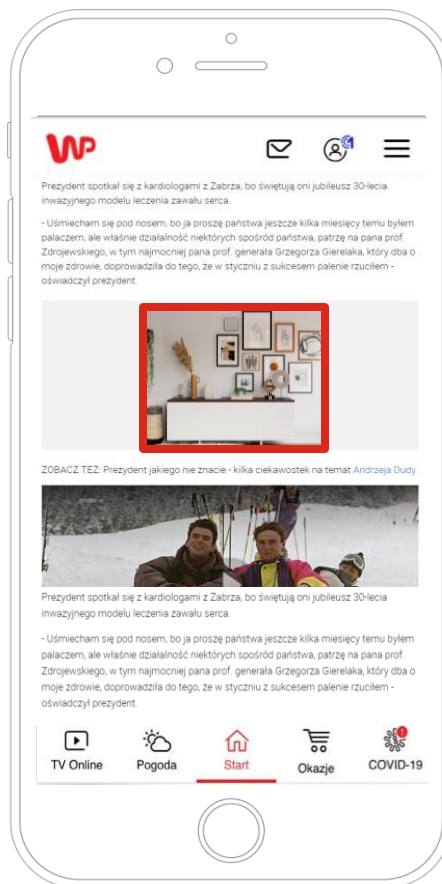 WP
Prezydent spotkał się z kardiologami z Zabrza, bo świętują oni jubileusz 30-lecia
inwazyjnego modelu leczenia zawału serca.
- Uśmiecham się pod nosem, bo ja proszę państwa jeszcze kilka miesięcy temu byłem
palaczem, ale właśnie działalność niektórych spośród państwa, patrzę na pana prof.
Zdrojewskiego, w tym najmocniej pana prof. generała Grzegorza Gierelaka, który dba o
moje zdrowie, doprowadziła do tego, że w styczniu z sukcesem palenie rzuciłem -
oświadczył prezydent.
ZOBACZ TEŻ: Prezydent jakiego nie znacie - kilka ciekawostek na temat Andrzeja Dudy
Prezydent spotkał się z kardiologami z Zabrza, bo świętują oni jubileusz 30-lecia
inwazyjnego modelu leczenia zawału serca.
- Uśmiecham się pod nosem, bo ja proszę państwa jeszcze kilka miesięcy temu byłem
palaczem, ale właśnie działalność niektórych spośród państwa, patrzę na pana prof.
Zdrojewskiego, w tym najmocniej pana prof. generała Grzegorza Gierelaka, który dba o
moje zdrowie, doprowadziła do tego, że w styczniu z sukcesem palenie rzuciłem -
oświadczył prezydent.
TV Online Pogoda Start Okazje COVID-19